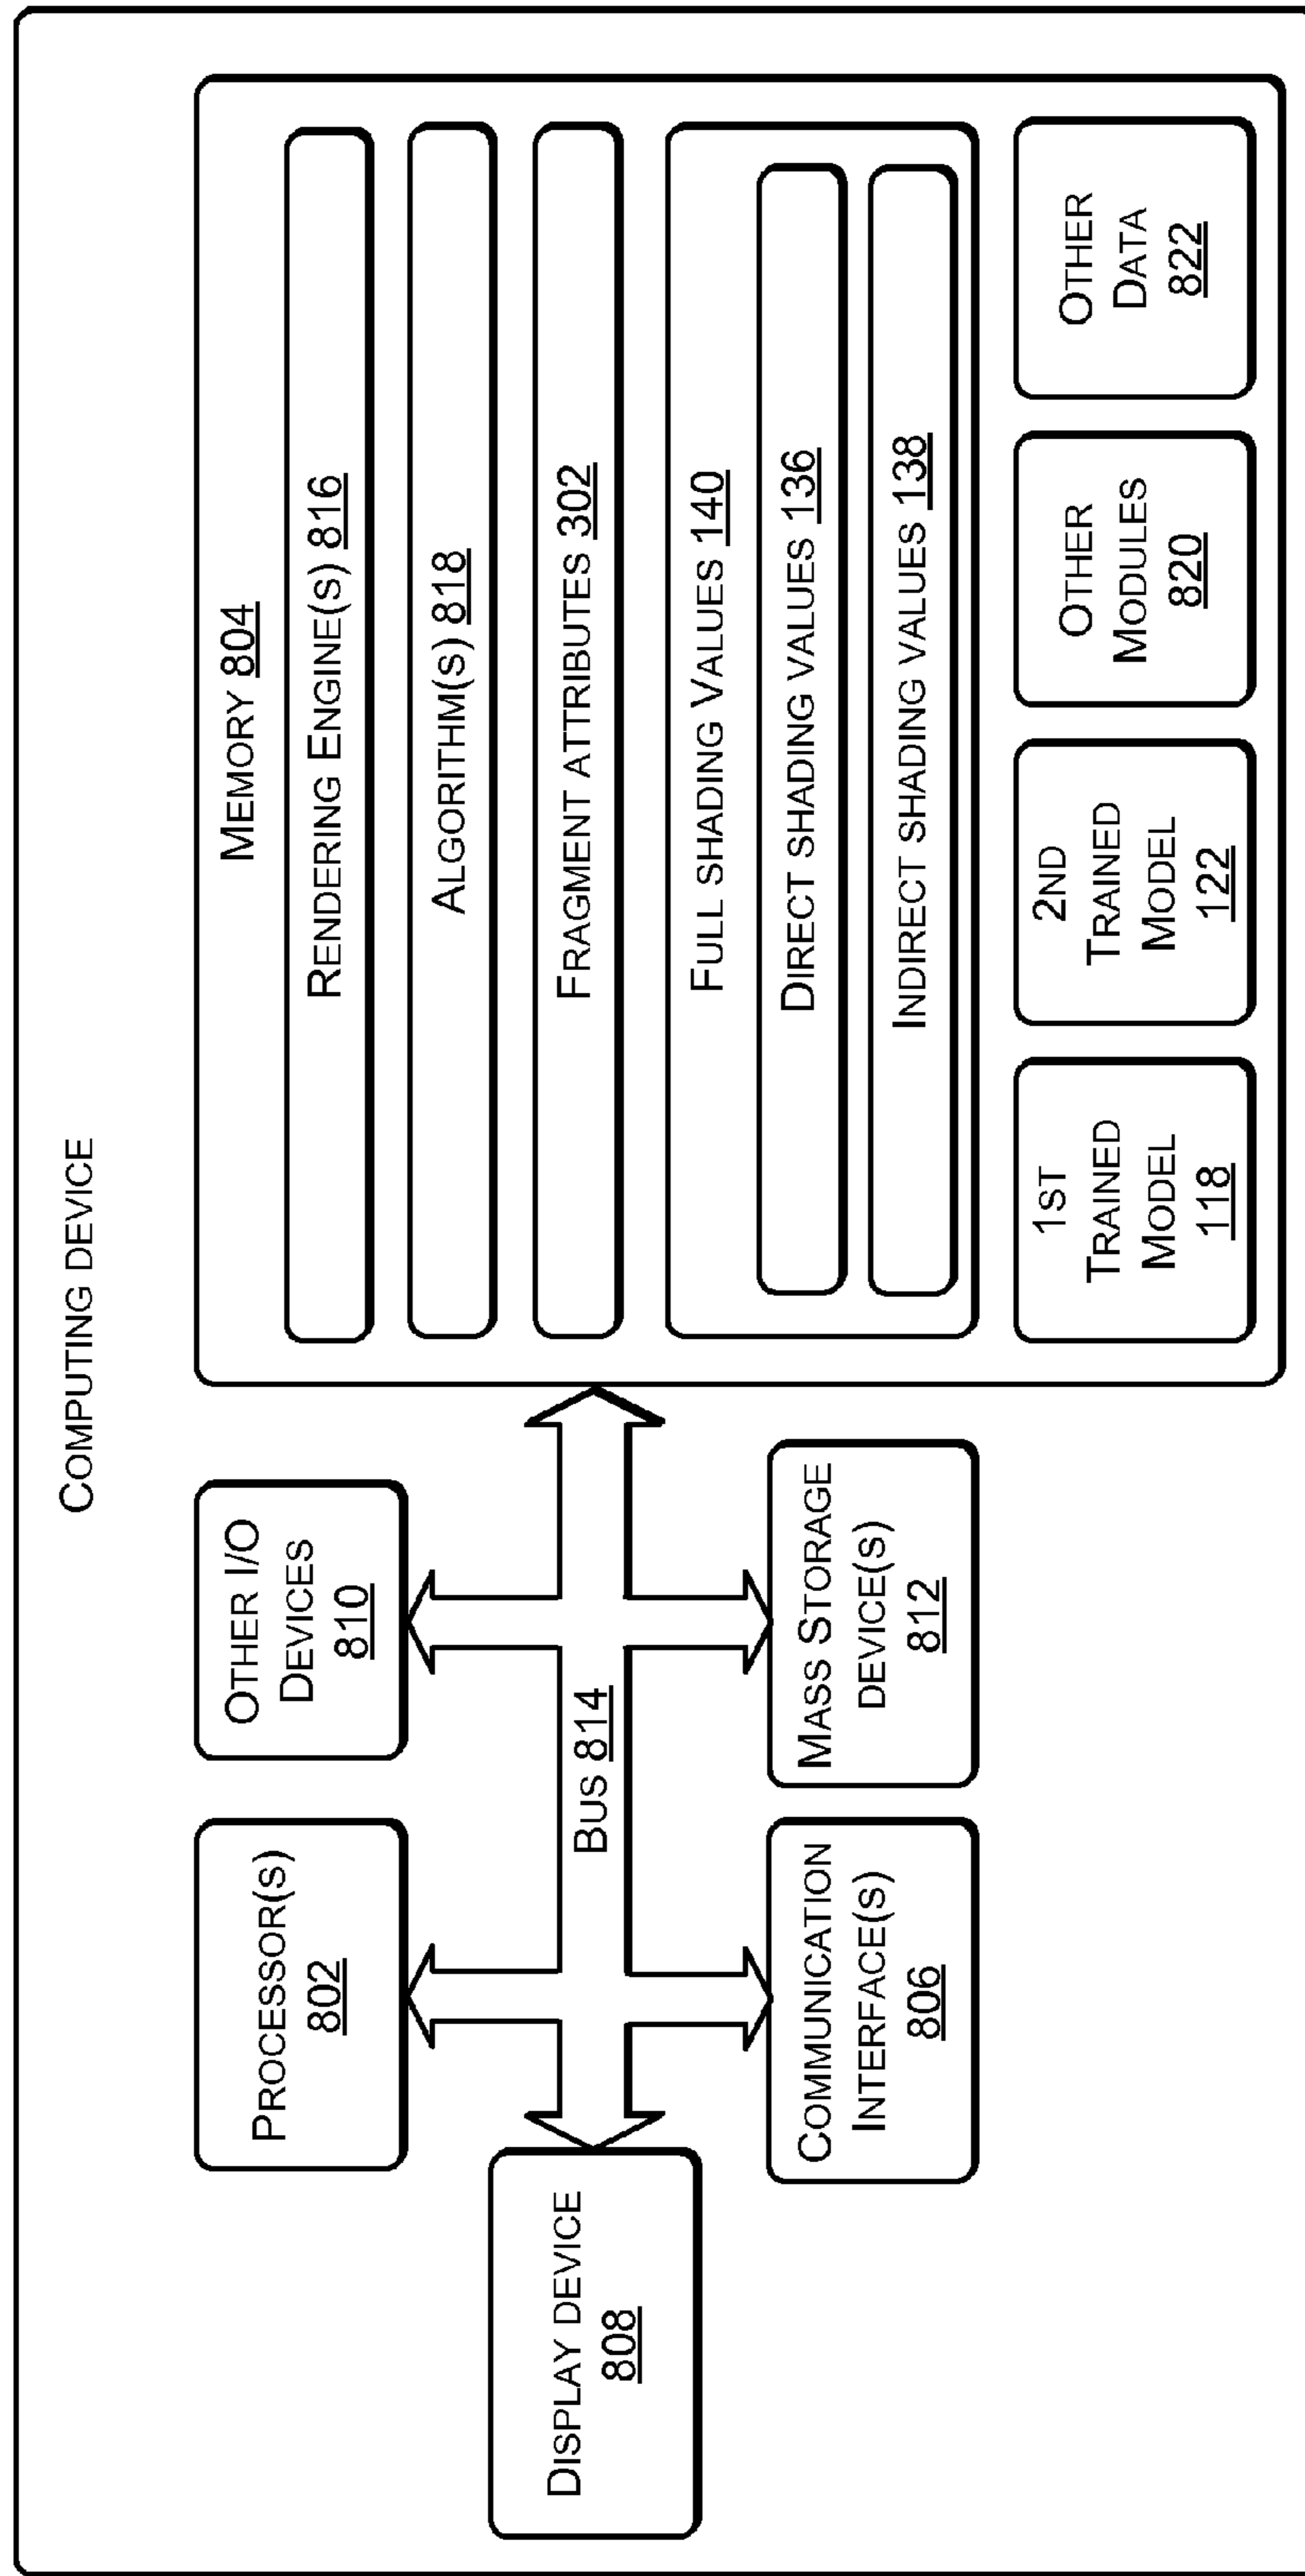 COMPUTING DEVICE
PROCESSOR(S)
802
OTHER I/O
DEVICES
810
DISPLAY DEVICE
808
BUS 814
COMMUNICATION
INTERFACE(S)
806
MASS STORAGE
DEVICE(S)
812
MEMORY 804
RENDERING ENGINE(S) 816
ALGORITHM(S) 818
FRAGMENT ATTRIBUTES 302
FULL SHADING VALUES 140
DIRECT SHADING VALUES 136
INDIRECT SHADING VALUES 138
1ST
TRAINED
MODEL
118
2ND
TRAINED
MODEL
122
OTHER
MODULES
820
OTHER
DATA
822